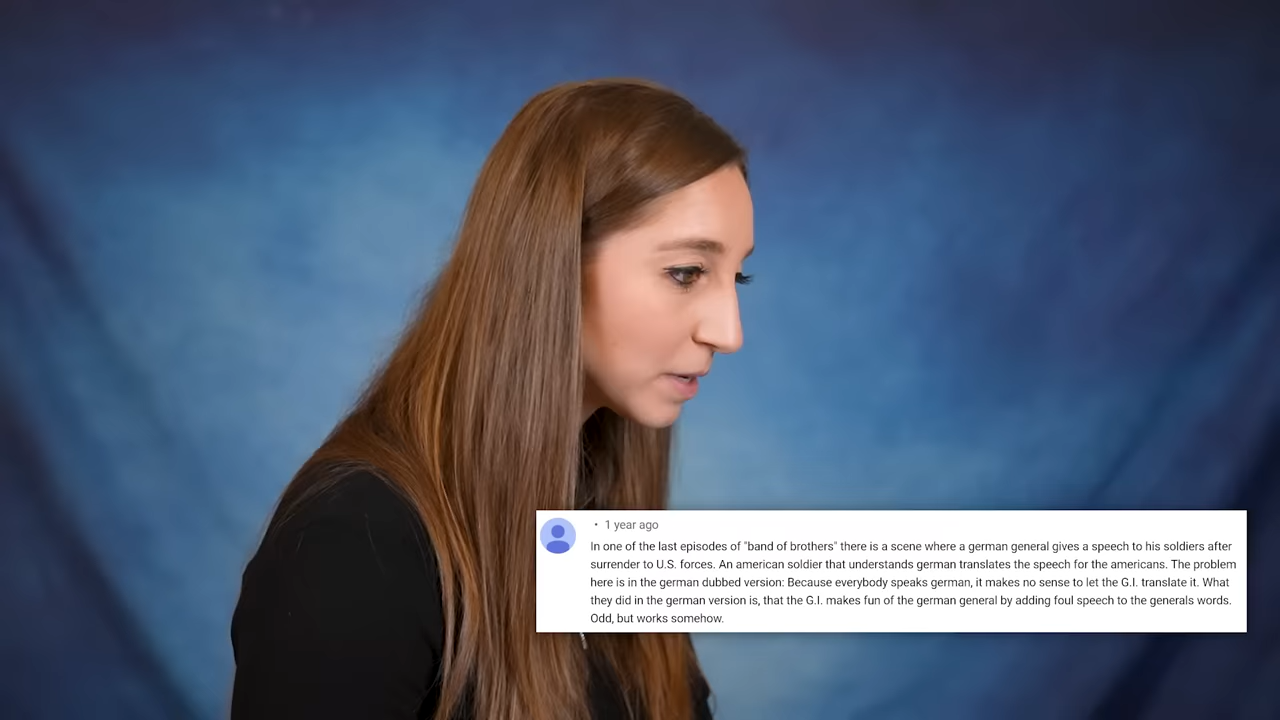 • 1 year ago
In one of the last episodes of "band of brothers" there is a scene where a german general gives a speech to his soldiers after
surrender to U.S. forces. An american soldier that understands german translates the speech for the americans. The problem
here is in the german dubbed version: Because everybody speaks german, it makes no sense to let the G.I. translate it. What
they did in the german version is, that the G.I. makes fun of the german general by adding foul speech to the generals words.
Odd, but works somehow.